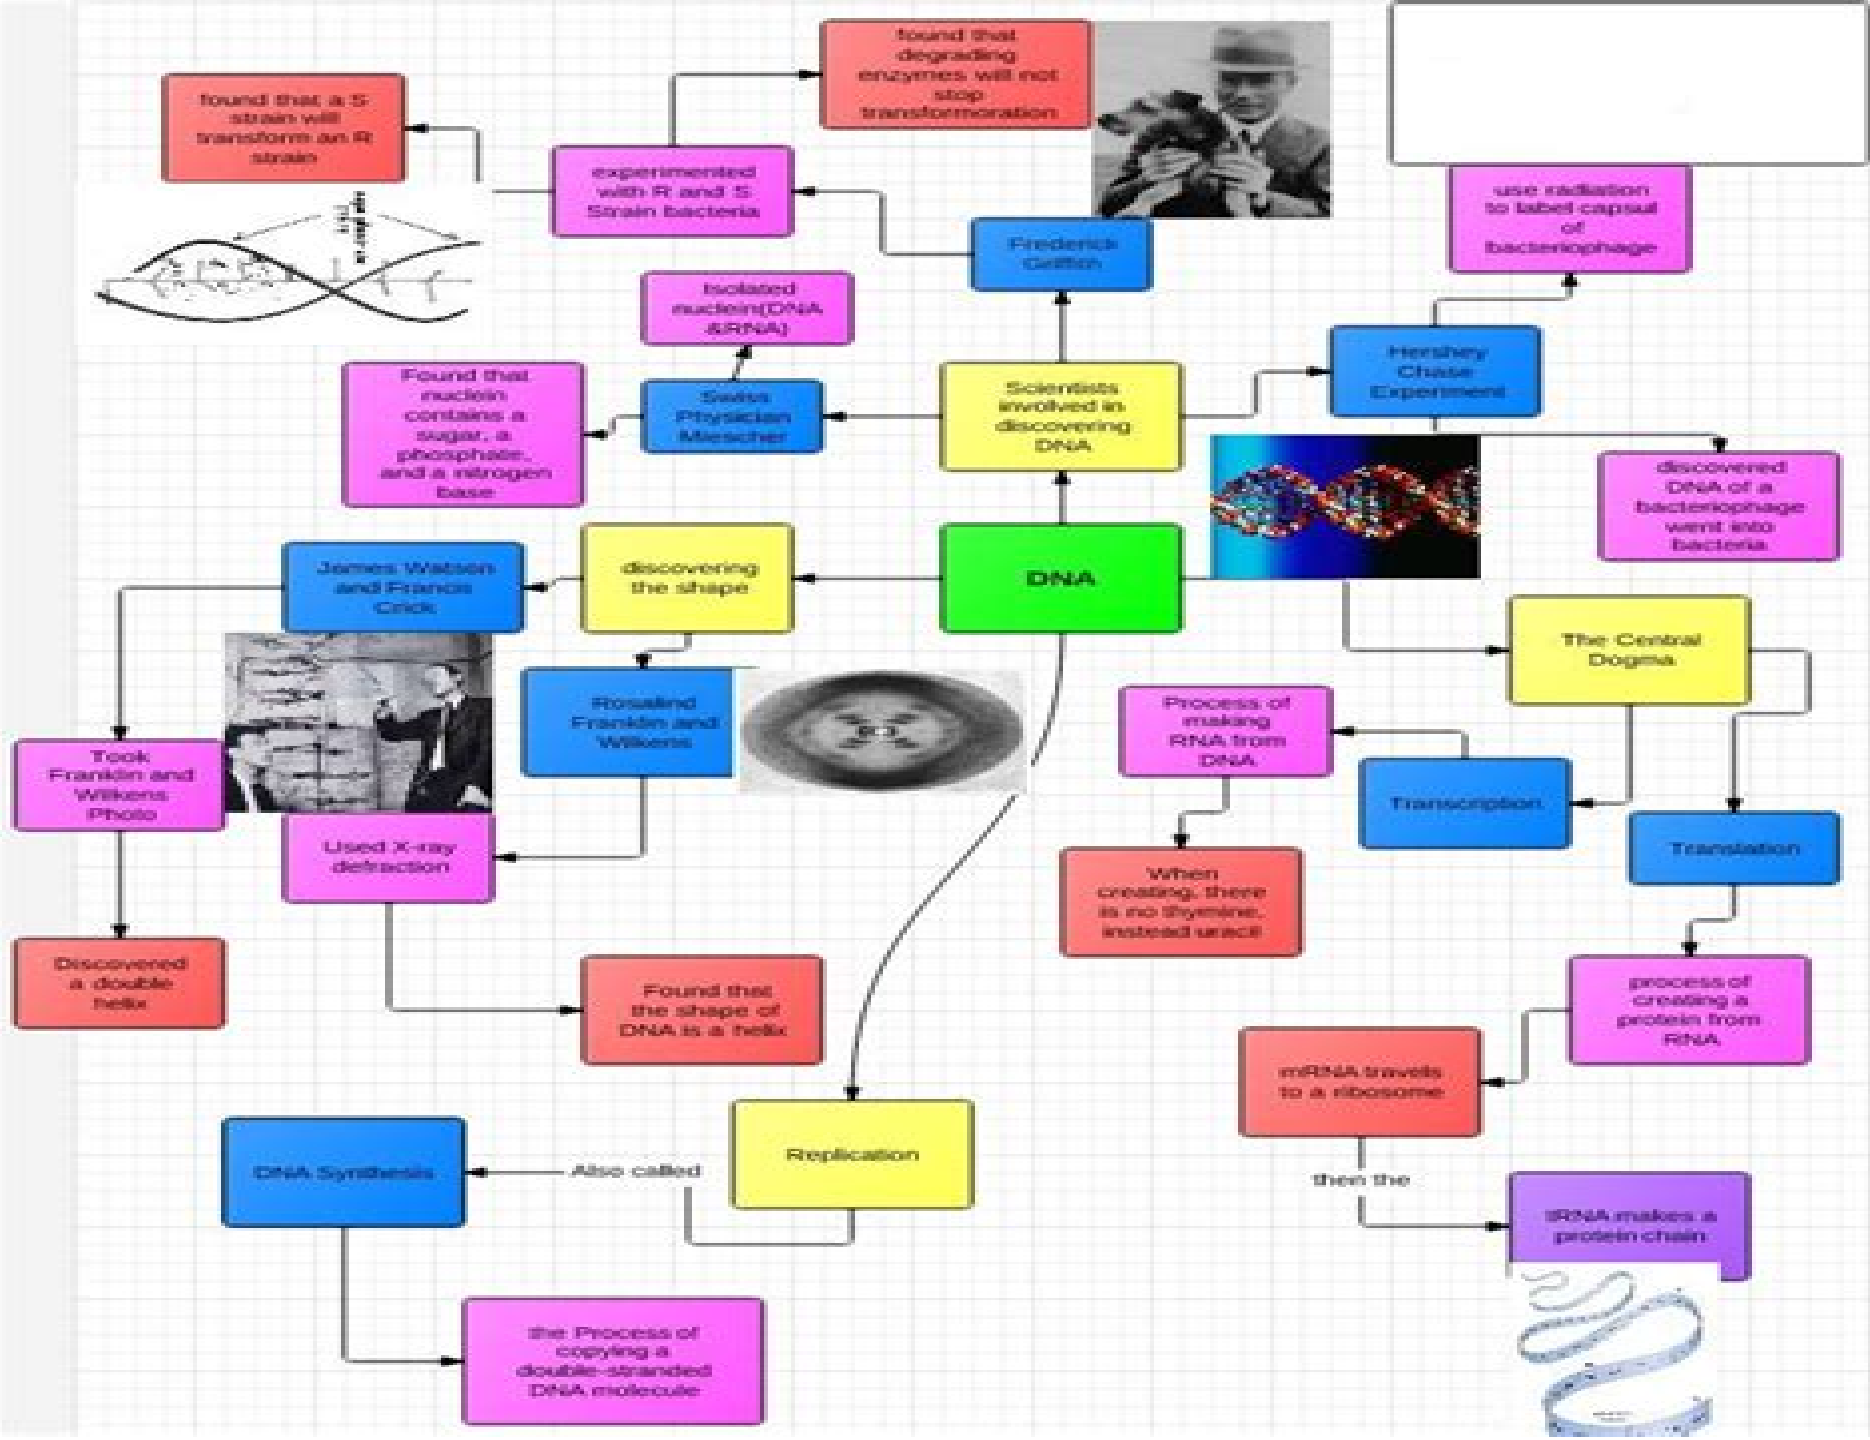 found that
degrading
enzymes will not
stop
transformoration
found that a S
strain will
transform an R
strain
experimented
with R and S
Strain bacteria
use radiation
to label capsul
of
bacteriophage
Frederick
Griffith
Isolated
nuclein(DNA
&RNA)
Hershey
Chase
Experiment
Found that
nuclein
contains a
sugar, a
phosphate,
and a nitrogen
base
Swiss
Physician
Miescher
Scientists
involved in
discovering
DNA
discovered
DNA of a
bacteriophage
went into
bacteria
James Watson
and Francis
Crick
discovering
the shape
DNA
The Central
Dogma
Rosalind
Franklin and
Wilkens
Process of
making
RNA from
DNA
Took
Franklin and
Wilkens
Photo
Transcription
Translation
Used X-ray
defraction
When
creating, there
is no thymine,
instead uracil
Discovered
a double
helix
Found that
the shape of
DNA is a helix
process of
creating a
protein from
RNA
mRNA travels
to a ribosome
Replication
DNA Synthesis
Also called
then the
tRNA makes a
protein chain
the Process of
copying a
double-stranded
DNA molecule